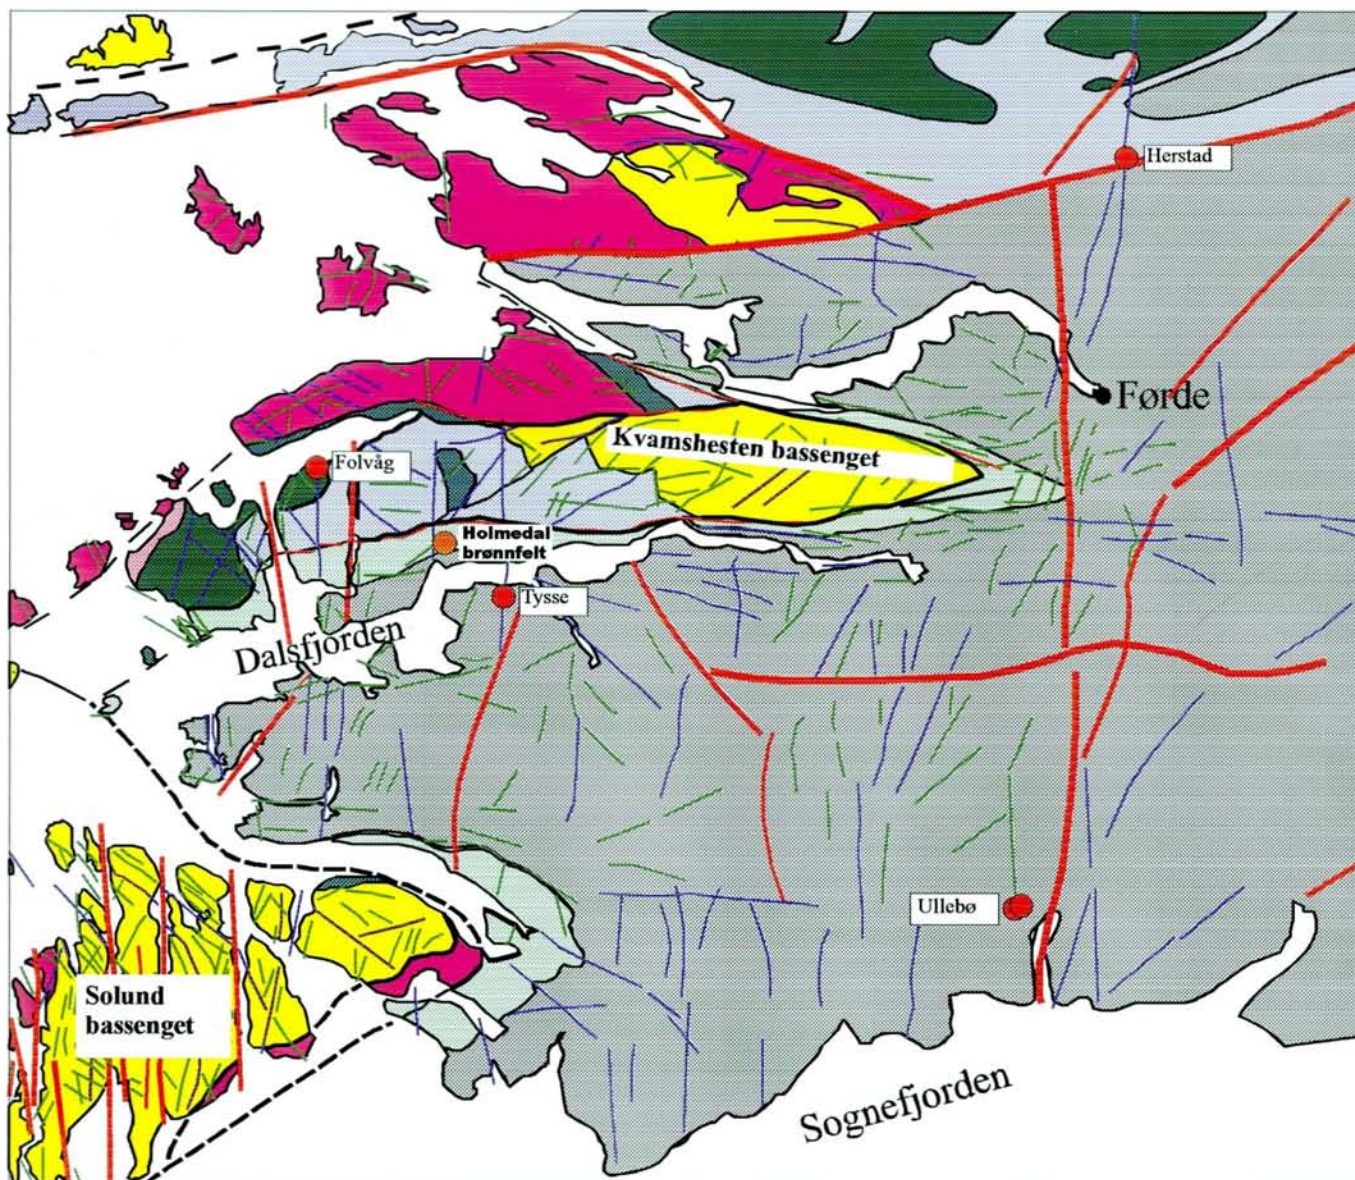 Herstad
Førde
Kvamshesten bassenget
Folvåg
Holmedal
brønnfelt
Tysse
Dalsfjorden
Ullebø
Solund
bassenget
Sognefjorden